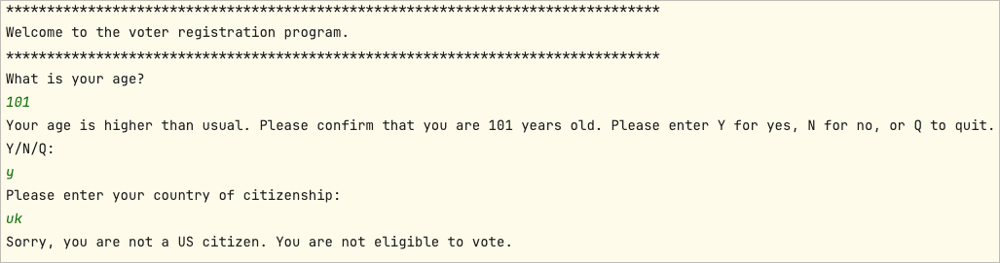 ********************************************************************************
Welcome to the voter registration program.
********************************************************************************
What is your age?
101
Your age is higher than usual. Please confirm that you are 101 years old. Please enter Y for yes, N for no, or Q to quit.
Y/N/Q:
y
Please enter your country of citizenship:
uk
Sorry, you are not a US citizen. You are not eligible to vote.